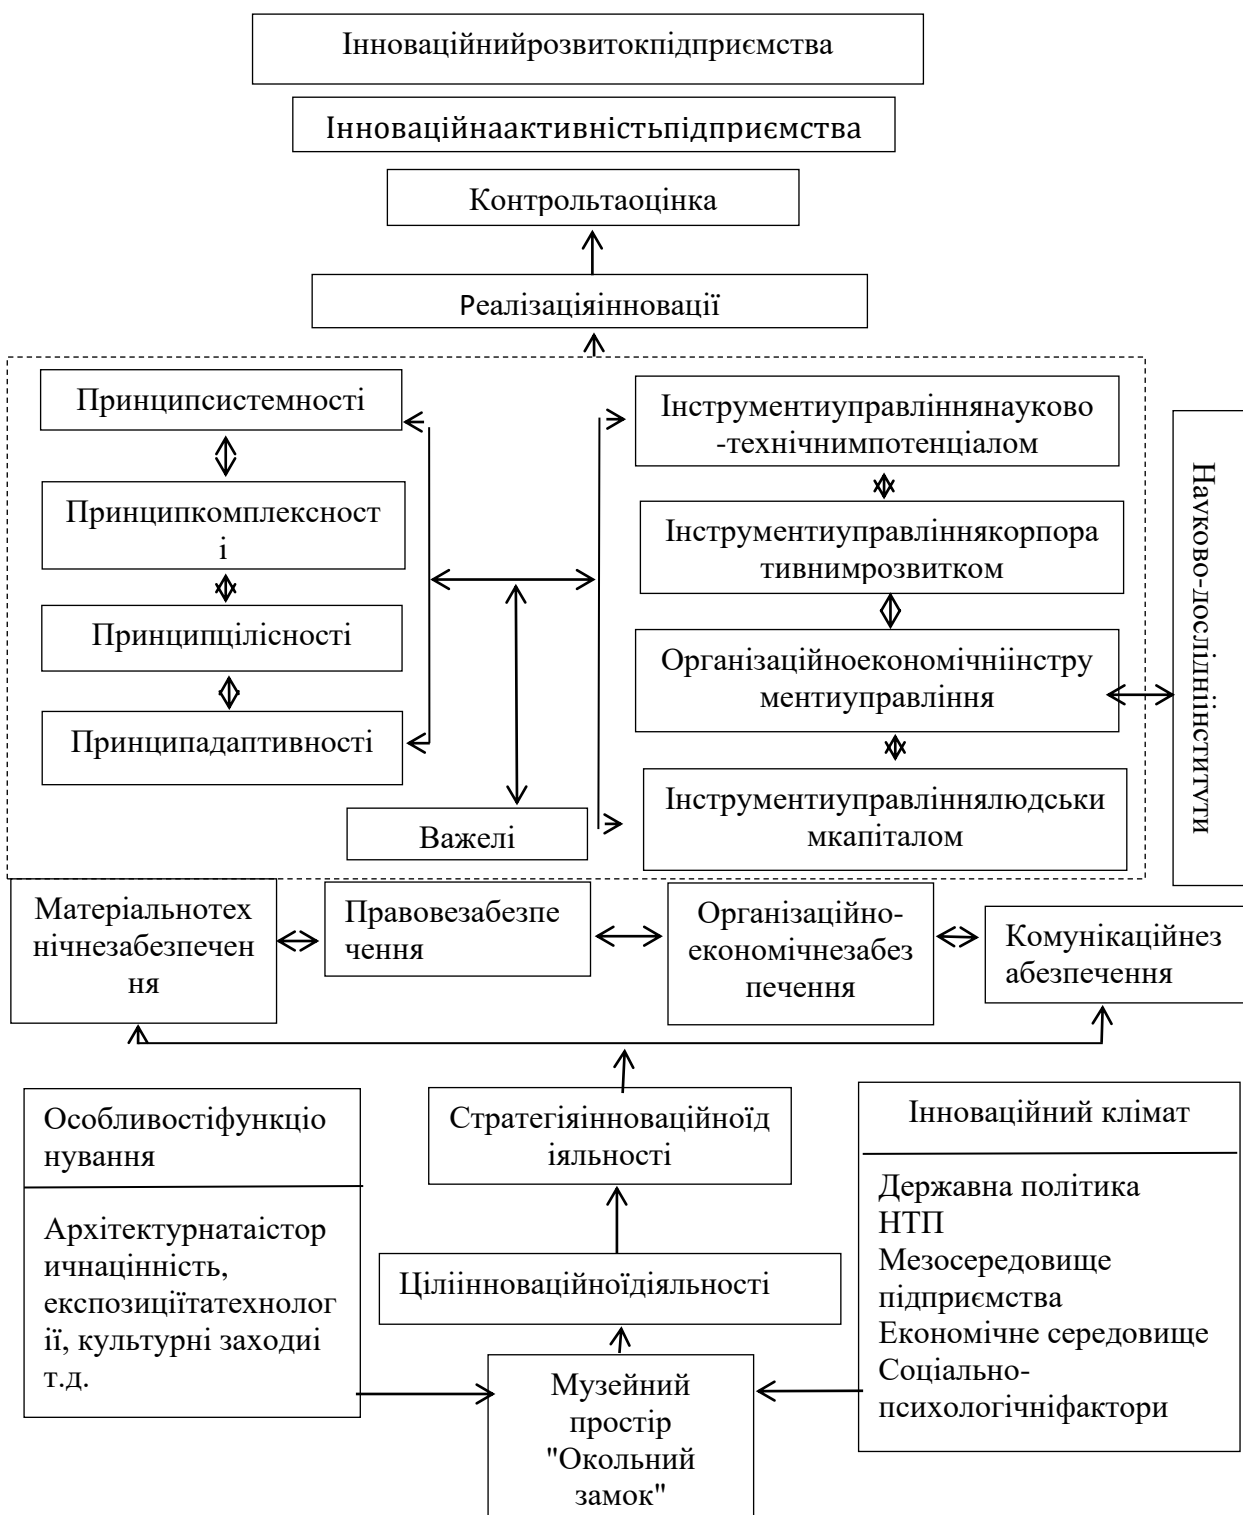 Інноваційнийрозвитокпідприємства
Інноваційнаактивністьпідприємства
Контрольтаоцінка
Реалізаціяінновації
Принципсистемності
Принципкомплексност
і
Принципцілісності
Принципадаптивності
Важелі
Інструментиуправліннянауково
-технічнимпотенціалом
Інструментиуправліннякорпора
тивнимрозвитком
Організаційноекономічніінстру
ментиуправління
Інструментиуправліннялюдськи
мкапіталом
Науково-дослідніінститути
Матеріальнотех
нічнезабезпечен
ня
Правовезабезпе
чення
Організаційно-
економічнезабез
печення
Комунікаційнез
абезпечення
Особливостіфункціо
нування
Архітектурнатаістор
ичнацінність,
експозиціїтатехнолог
ії, культурні заходиі
т.д.
Стратегіяінноваційноїд
іяльності
Ціліінноваційноїдіяльності
Музейний
простір
"Окольний
замок"
Інноваційний клімат
Державна політика
НТП
Мезосередовище
підприємства
Економічне середовище
Соціально-
психологічніфактори